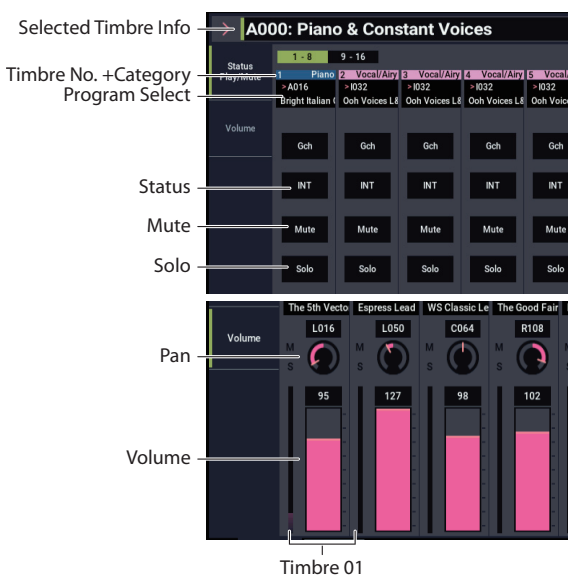 Selected Timbre Info
A000: Piano & Constant Voices
Status
Play/Mute
1 - 8
9 - 16
Timbre No. +Category
1 Piano
2 Vocal/Airy
3 Vocal/Airy
4 Vocal/Airy
5 Vocal/Airy
Program Select
>A016
>I032
>I032
>I032
>I032
Bright Italian
Ooh Voices L&
Ooh Voices L&
Ooh Voices L&
Ooh Voice
Volume
Gch
Gch
Gch
Gch
Gch
Status
INT
INT
INT
INT
INT
Mute
Mute
Mute
Mute
Mute
Mute
Solo
Solo
Solo
Solo
Solo
Solo
The 5th Vecto
Espress Lead
WS Classic Le
The Good Fair
Volume
L016
L050
C064
R108
Pan
M
S
M
S
M
S
M
S
95
127
98
102
Volume
Timbre 01